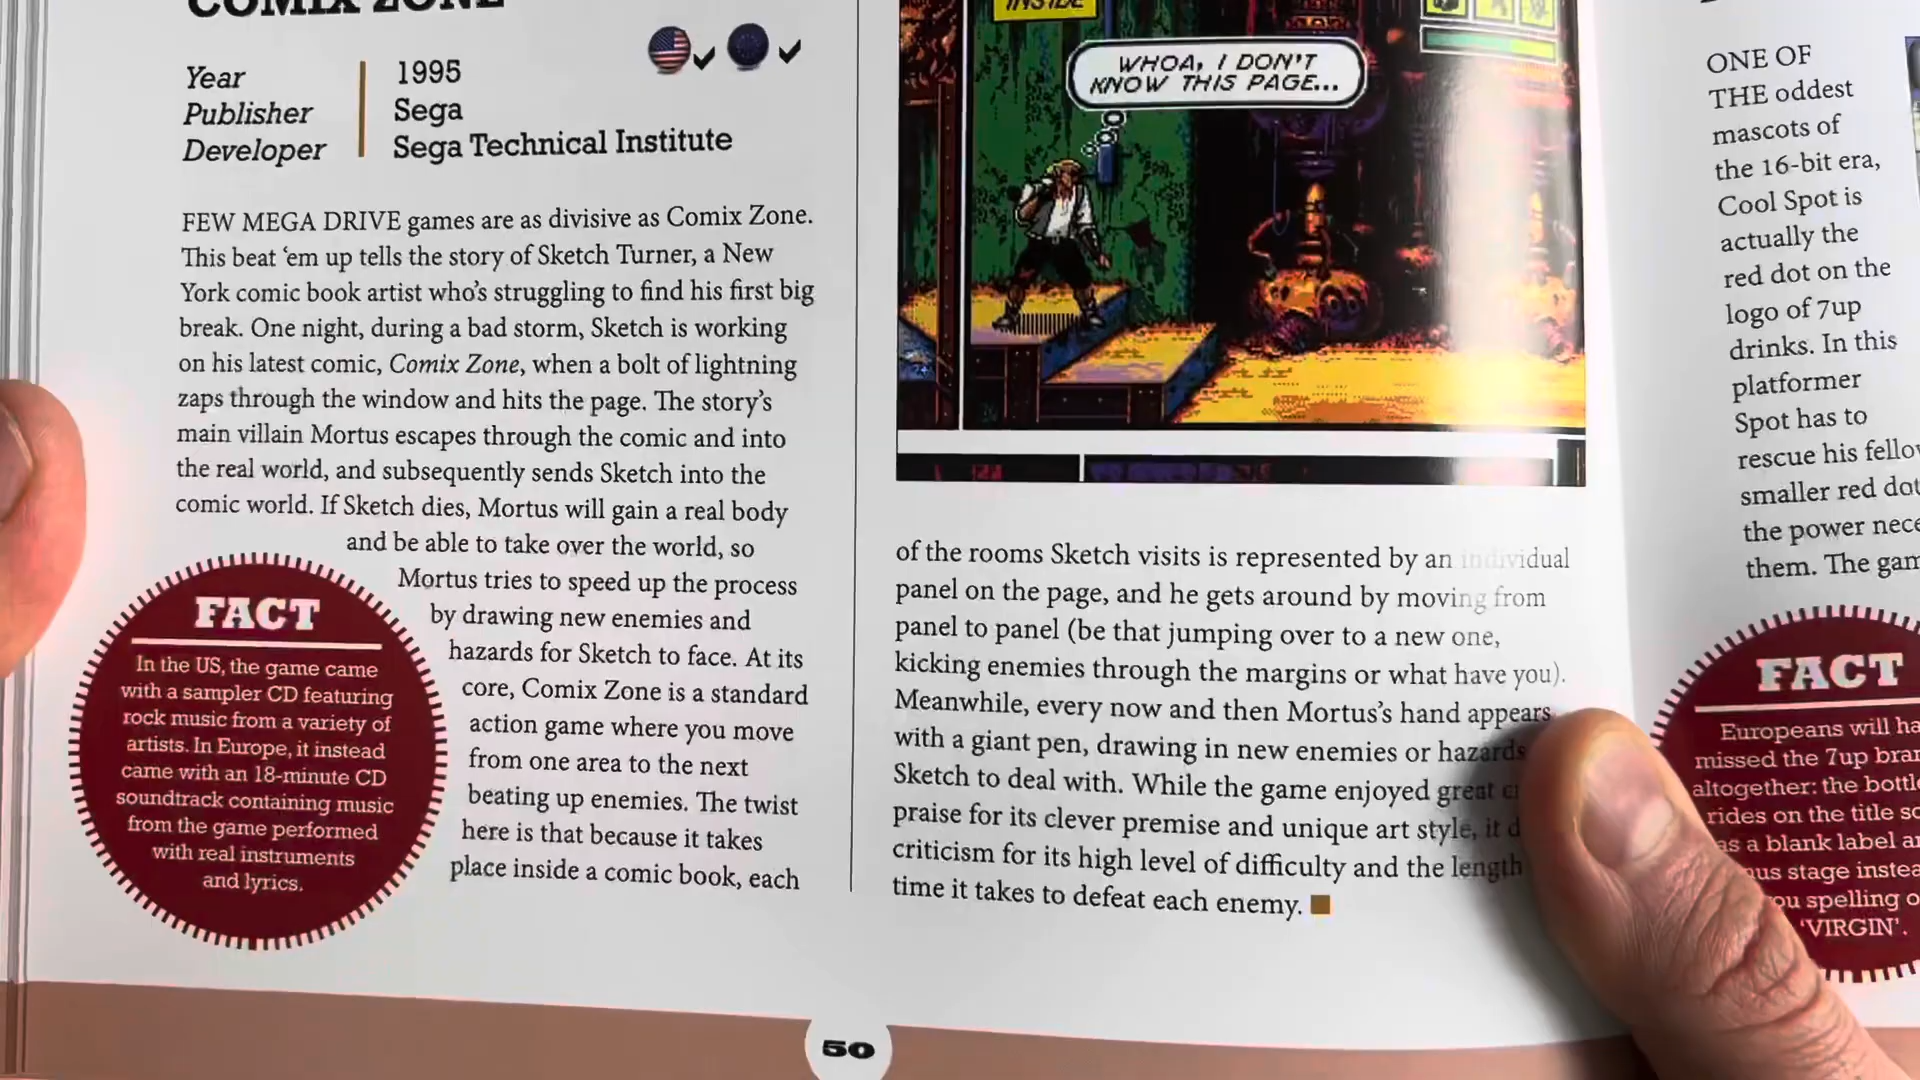 COMIX ZONE
Year
Publisher
Developer
1995
Sega
Sega Technical Institute
FEW MEGA DRIVE games are as divisive as Comix Zone.
This beat ‘em up tells the story of Sketch Turner, a New
York comic book artist who’s struggling to find his first big
break. One night, during a bad storm, Sketch is working
on his latest comic, Comix Zone, when a bolt of lightning
zaps through the window and hits the page. The story’s
main villain Mortus escapes through the comic and into
the real world, and subsequently sends Sketch into the
comic world. If Sketch dies, Mortus will gain a real body
and be able to take over the world, so
Mortus tries to speed up the process
by drawing new enemies and
hazards for Sketch to face. At its
core, Comix Zone is a standard
action game where you move
from one area to the next
beating up enemies. The twist
here is that because it takes
place inside a comic book, each
FACT
In the US, the game came
with a sampler CD featuring
rock music from a variety of
artists. In Europe, it instead
came with an 18-minute CD
soundtrack containing music
from the game performed
with real instruments
and lyrics.
INSIDE
WHOA, I DON'T
KNOW THIS PAGE...
of the rooms Sketch visits is represented by an individual
panel on the page, and he gets around by moving from
panel to panel (be that jumping over to a new one,
kicking enemies through the margins or what have you).
Meanwhile, every now and then Mortus’s hand appears
with a giant pen, drawing in new enemies or hazards
Sketch to deal with. While the game enjoyed great
praise for its clever premise and unique art style, it
criticism for its high level of difficulty and the length
time it takes to defeat each enemy.
50
ONE OF
THE oddest
mascots of
the 16-bit era,
Cool Spot is
actually the
red dot on the
logo of 7up
drinks. In this
platformer
Spot has to
rescue his
smaller red
the power
them. The
FACT
Europeans will
missed the 7up
altogether: the
rides on the title
as a blank label
stage
spelling
‘VIRGIN’.